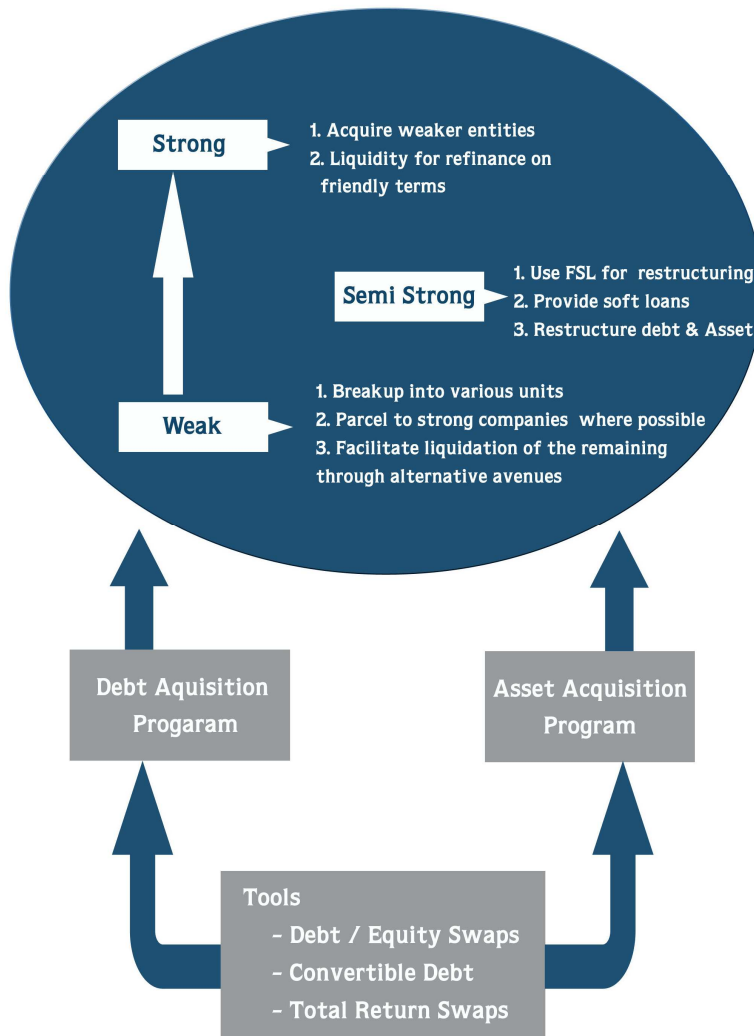 Strong
1. Acquire weaker entities
2. Liquidity for refinance on
friendly terms
Semi Strong
1. Use FSL for restructuring
2. Provide soft loans
3. Restructure debt & Asset
Weak
1. Breakup into various units
2. Parcel to strong companies where possible
3. Facilitate liquidation of the remaining
through alternative avenues
Debt Aquisition
Progaram
Asset Acquisition
Program
Tools
- Debt / Equity Swaps
- Convertible Debt
- Total Return Swaps